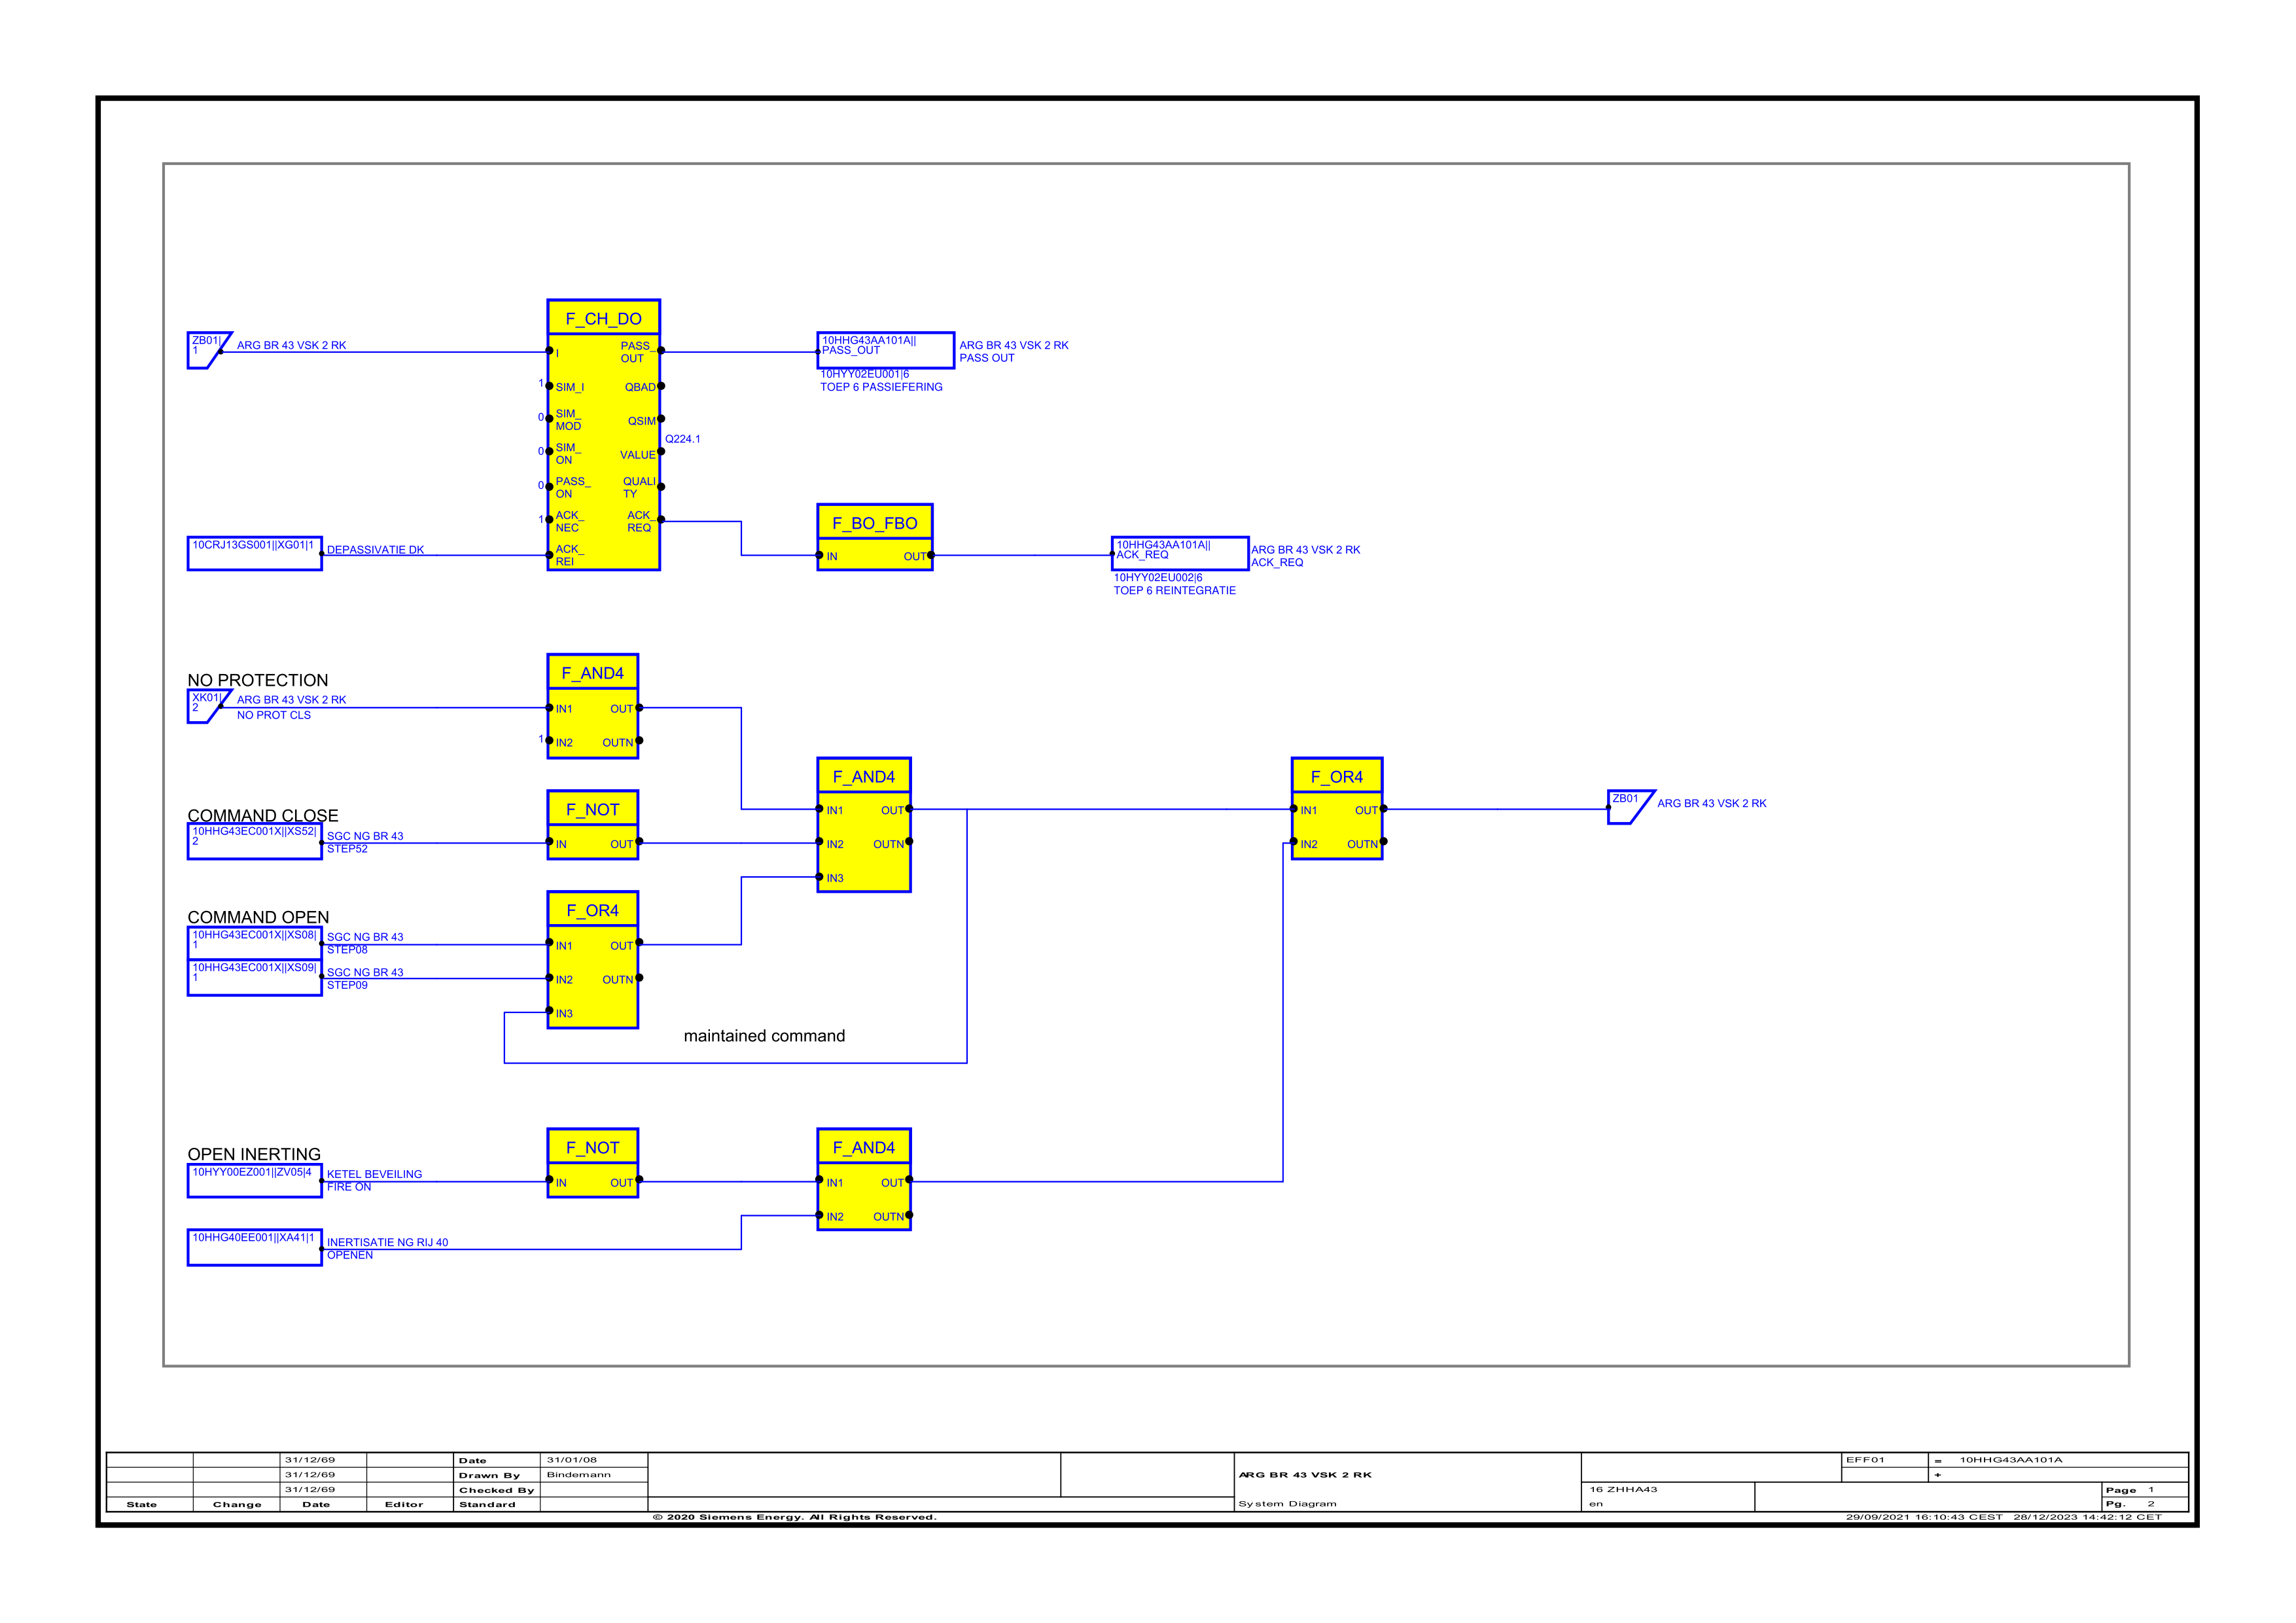 F_CH_DO
ZB01|
1
ARG BR 43 VSK 2 RK
I
PASS_
OUT
10HHG43AA101A||
PASS_OUT
ARG BR 43 VSK 2 RK
PASS OUT
10HYY02EU001|6
TOEP 6 PASSIEFERING
1
SIM_I
QBAD
0
SIM_
MOD
QSIM
Q224.1
0
SIM_
ON
VALUE
0
PASS_
ON
QUALI
TY
1
ACK_
NEC
ACK_
REQ
F_BO_FBO
10CRJ13GS001||XG01|1
DEPASSIVATIE DK
ACK_
REI
IN
OUT
10HHG43AA101A||
ACK_REQ
ARG BR 43 VSK 2 RK
ACK_REQ
10HYY02EU002|6
TOEP 6 REINTEGRATIE
NO PROTECTION
F_AND4
XK01|
2
ARG BR 43 VSK 2 RK
NO PROT CLS
IN1
OUT
1
IN2
OUTN
F_AND4
F_OR4
COMMAND CLOSE
F_NOT
IN1
OUT
IN1
OUT
ZB01
ARG BR 43 VSK 2 RK
10HHG43EC001X||XS52|
2
SGC NG BR 43
STEP52
IN
OUT
IN2
OUTN
IN2
OUTN
IN3
COMMAND OPEN
F_OR4
10HHG43EC001X||XS08|
1
SGC NG BR 43
STEP08
IN1
OUT
10HHG43EC001X||XS09|
1
SGC NG BR 43
STEP09
IN2
OUTN
IN3
maintained command
OPEN INERTING
F_NOT
F_AND4
10HYY00EZ001||ZV05|4
KETEL BEVEILING
FIRE ON
IN
OUT
IN1
OUT
IN2
OUTN
10HHG40EE001||XA41|1
INERTISATIE NG RIJ 40
OPENEN
31/12/69
Date
31/01/08
EFF01
=
10HHG43AA101A
31/12/69
Drawn By
Bindemann
ARG BR 43 VSK 2 RK
+
31/12/69
Checked By
16 ZHHA43
Page 1
State
Change
Date
Editor
Standard
System Diagram
en
Pg. 2
© 2020 Siemens Energy. All Rights Reserved.
29/09/2021 16:10:43 CEST 28/12/2023 14:42:12 CET